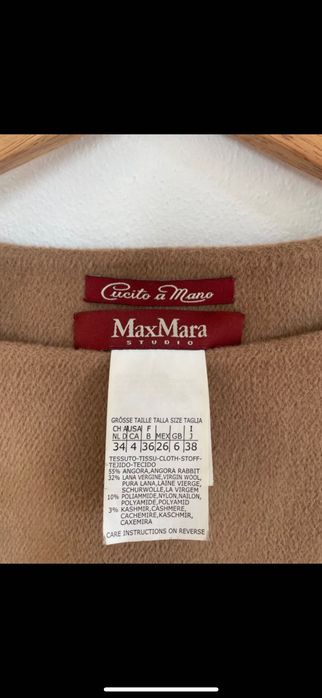 Cucito a Mano
MaxMara
STUDIO
GRÖSSE TAILLE TALLA SIZE TAGLIA
CH AUSA F I
NL D CA B MEX GB J
34 4 36 26 6 38
TESSUTO-TISSU-CLOTH-STOFF-
TEJIDO-TECIDO
55% ANGORA,ANGORA RABBIT
32% LANA VERGINE,VIRGIN WOOL,
PURA LANA,LAINE VIERGE,
SCHURWOLLE,LA VIRGEM
10% POLIAMMIDE,NYLON,NAILON,
POLYAMIDE,POLYAMID
3% KASHMIR,CASHMERE,
CACHEMIRE,KASCHMIR,
CAXEMIRA
CARE INSTRUCTIONS ON REVERSE